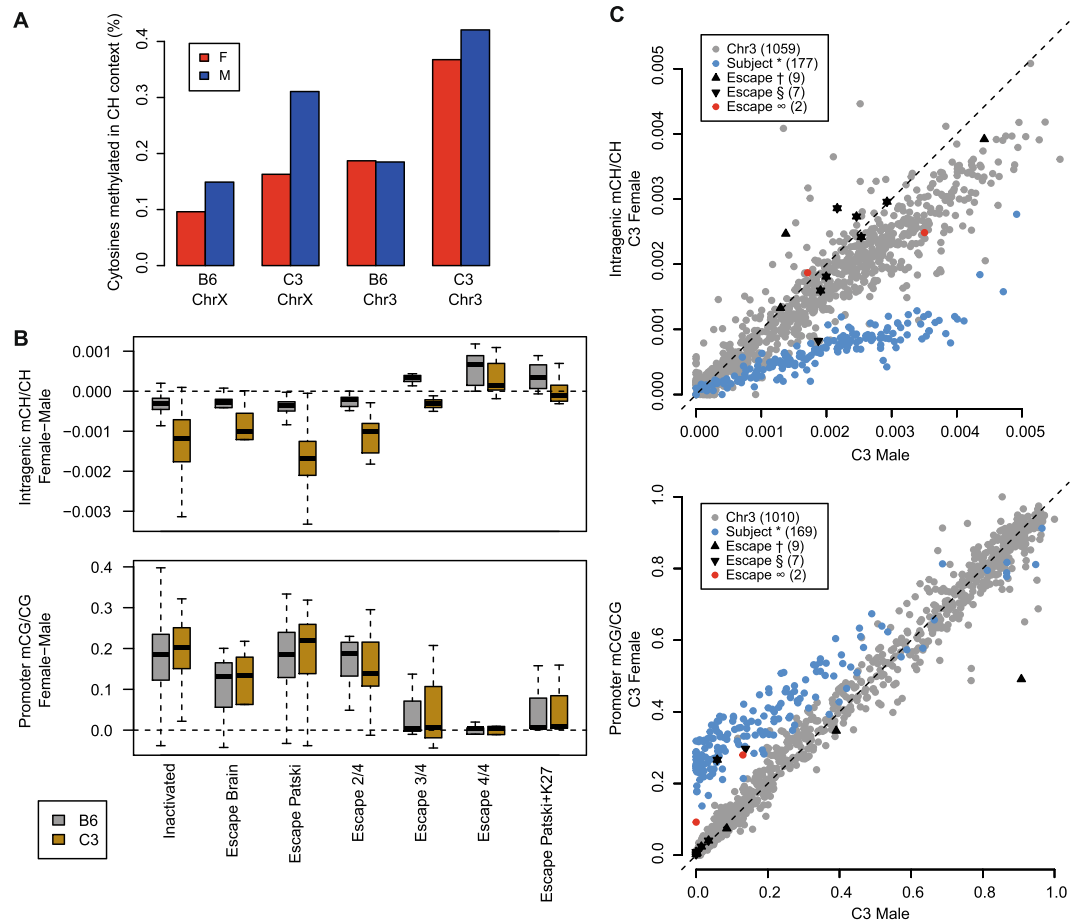 A
Cytosines methylated in CH context (%)
0.0
0.1
0.2
0.3
0.4
F
M
B6
ChrX
C3
ChrX
B6
Chr3
C3
Chr3
B
Intragenic mCH/CH
Female−Male
0.001
0.000
−0.001
−0.002
−0.003
Promoter mCG/CG
Female−Male
0.4
0.3
0.2
0.1
0.0
Inactivated
Escape Brain
Escape Patski
Escape 2/4
Escape 3/4
Escape 4/4
Escape Patski+K27
B6
C3
C
Chr3 (1059)
Subject * (177)
Escape † (9)
Escape § (7)
Escape ∞ (2)
Intragenic mCH/CH
C3 Female
0.000
0.001
0.002
0.003
0.004
0.005
0.000
0.001
0.002
0.003
0.004
0.005
C3 Male
Chr3 (1010)
Subject * (169)
Escape † (9)
Escape § (7)
Escape ∞ (2)
Promoter mCG/CG
C3 Female
0.0
0.2
0.4
0.6
0.8
1.0
0.0
0.2
0.4
0.6
0.8
1.0
C3 Male